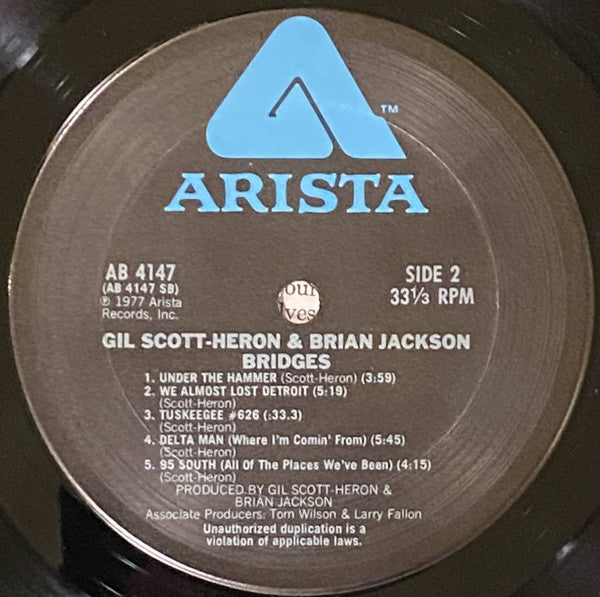 ™
ARISTA
AB 4147
(AB 4147 SB)
℗ 1977 Arista
Records, Inc.
SIDE 2
33⅓ RPM
our
ves
GIL SCOTT-HERON & BRIAN JACKSON
BRIDGES
1. UNDER THE HAMMER (Scott-Heron) (3:59)
2. WE ALMOST LOST DETROIT (5:19)
(Scott-Heron)
3. TUSKEEGEE #626 (:33.3)
(Scott-Heron)
4. DELTA MAN (Where I'm Comin' From) (5:45)
(Scott-Heron)
5. 95 SOUTH (All Of The Places We've Been) (4:15)
(Scott-Heron)
PRODUCED BY GIL SCOTT-HERON &
BRIAN JACKSON
Associate Producers: Tom Wilson & Larry Fallon
Unauthorized duplication is a
violation of applicable laws.